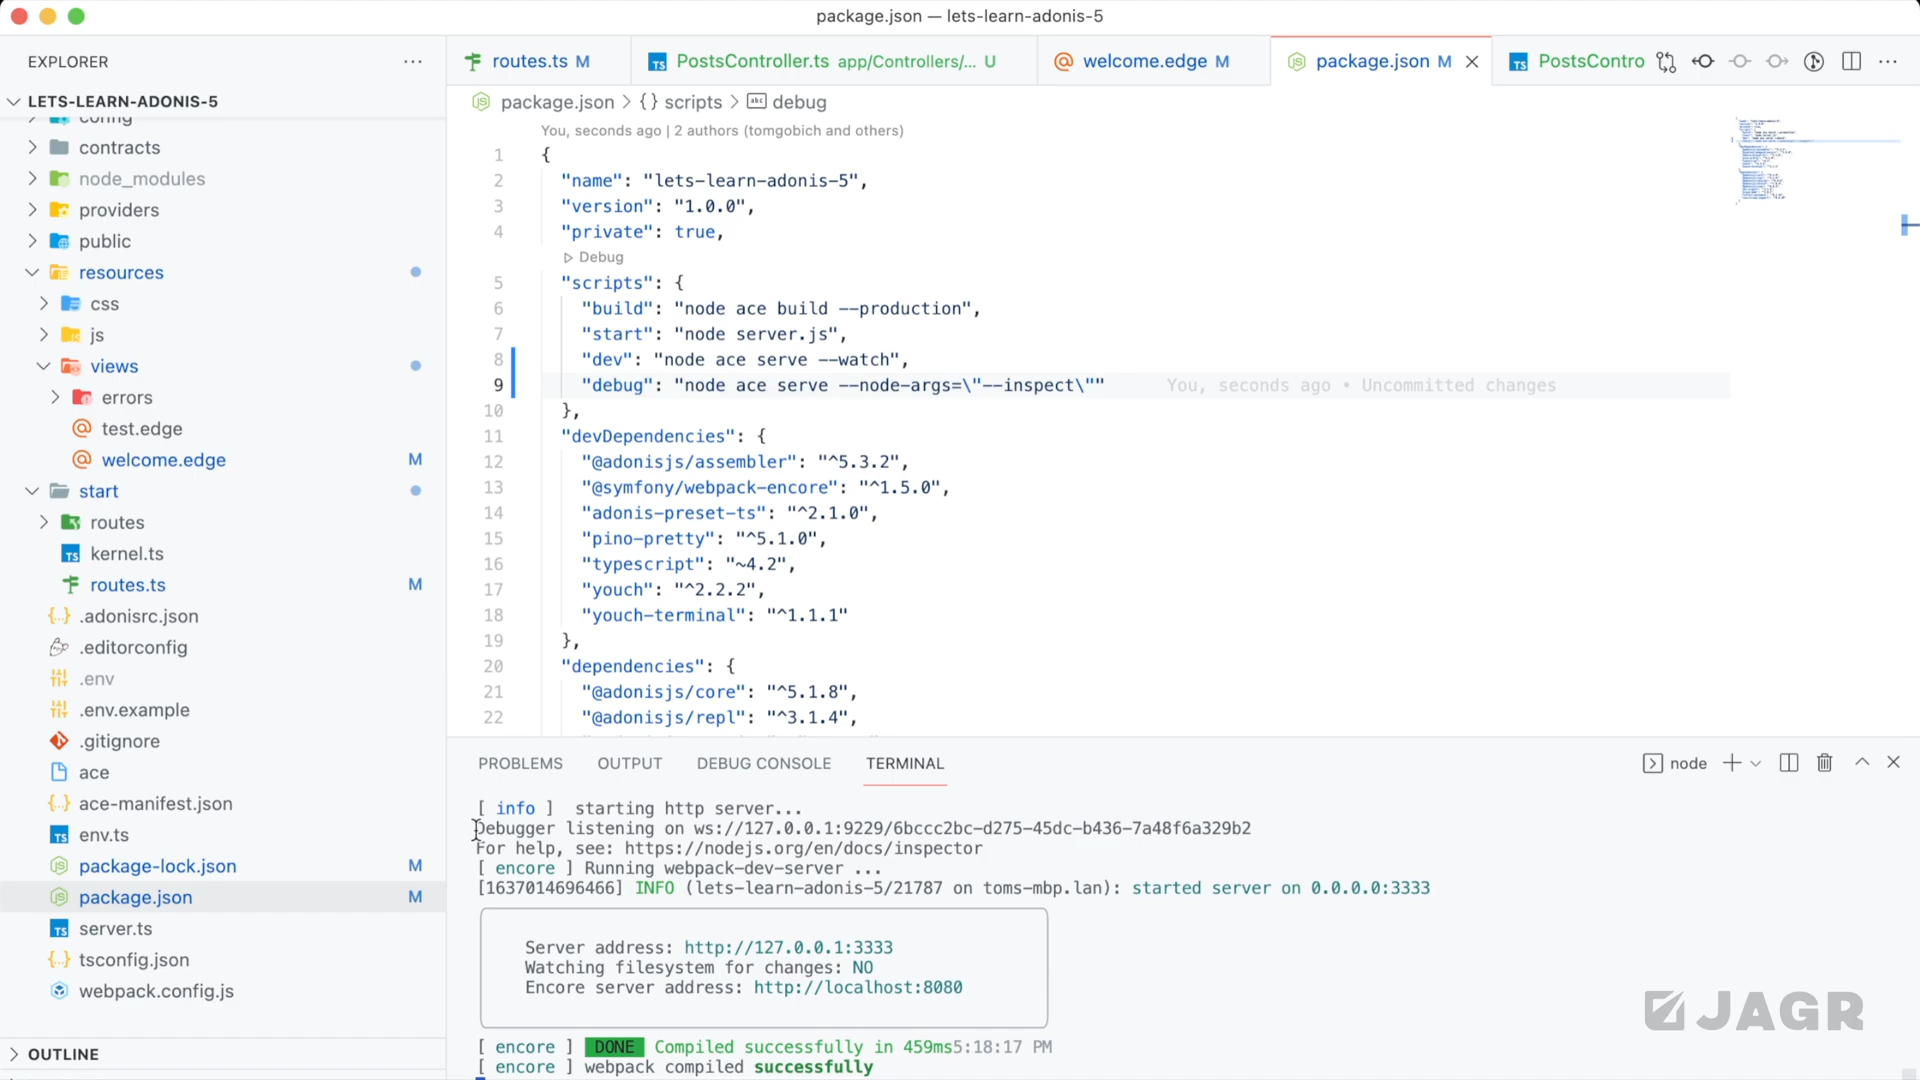 package.json — lets-learn-adonis-5
EXPLORER
LETS-LEARN-ADONIS-5
config
contracts
node_modules
providers
public
resources
css
js
views
errors
test.edge
welcome.edge M
start
routes
kernel.ts
routes.ts M
.adonisrc.json
.editorconfig
.env
.env.example
.gitignore
ace
ace-manifest.json
env.ts
package-lock.json M
package.json M
server.ts
tsconfig.json
webpack.config.js
OUTLINE
routes.ts M
PostsController.ts app/Controllers/... U
welcome.edge M
package.json M
PostsContro
package.json > {} scripts > debug
You, seconds ago | 2 authors (tomgobich and others)
1 {
2 "name": "lets-learn-adonis-5",
3 "version": "1.0.0",
4 "private": true,
Debug
5 "scripts": {
6 "build": "node ace build --production",
7 "start": "node server.js",
8 "dev": "node ace serve --watch",
9 "debug": "node ace serve --node-args=\"--inspect\"" You, seconds ago • Uncommitted changes
10 },
11 "devDependencies": {
12 "@adonisjs/assembler": "^5.3.2",
13 "@symfony/webpack-encore": "^1.5.0",
14 "adonis-preset-ts": "^2.1.0",
15 "pino-pretty": "^5.1.0",
16 "typescript": "~4.2",
17 "youch": "^2.2.2",
18 "youch-terminal": "^1.1.1"
19 },
20 "dependencies": {
21 "@adonisjs/core": "^5.1.8",
22 "@adonisjs/repl": "^3.1.4",
PROBLEMS OUTPUT DEBUG CONSOLE TERMINAL
node
[ info ] starting http server...
Debugger listening on ws://127.0.0.1:9229/6bccc2bc-d275-45dc-b436-7a48f6a329b2
For help, see: https://nodejs.org/en/docs/inspector
[ encore ] Running webpack-dev-server ...
[1637014696466] INFO (lets-learn-adonis-5/21787 on toms-mbp.lan): started server on 0.0.0.0:3333
Server address: http://127.0.0.1:3333
Watching filesystem for changes: NO
Encore server address: http://localhost:8080
[ encore ] DONE Compiled successfully in 459ms5:18:17 PM
[ encore ] webpack compiled successfully
JAGR